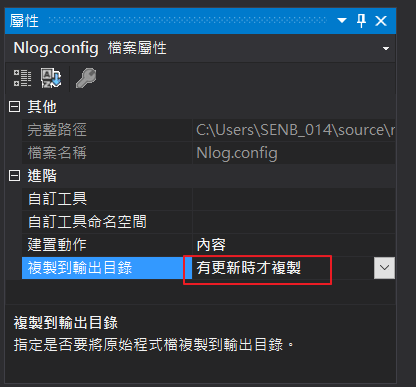 屬性
Nlog.config 檔案屬性
其他
完整路徑 C:\Users\SENB_014\source\r
檔案名稱 Nlog.config
進階
自訂工具
自訂工具命名空間
建置動作 內容
複製到輸出目錄 有更新時才複製
複製到輸出目錄
指定是否要將原始程式檔複製到輸出目錄。